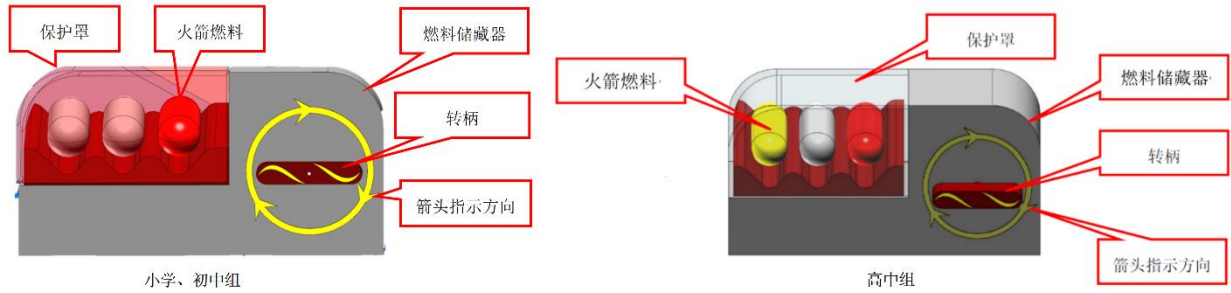 保护罩
火箭燃料
燃料储藏器
转柄
箭头指示方向
小学、初中组
保护罩
火箭燃料
燃料储藏器
转柄
箭头指示方向
高中组